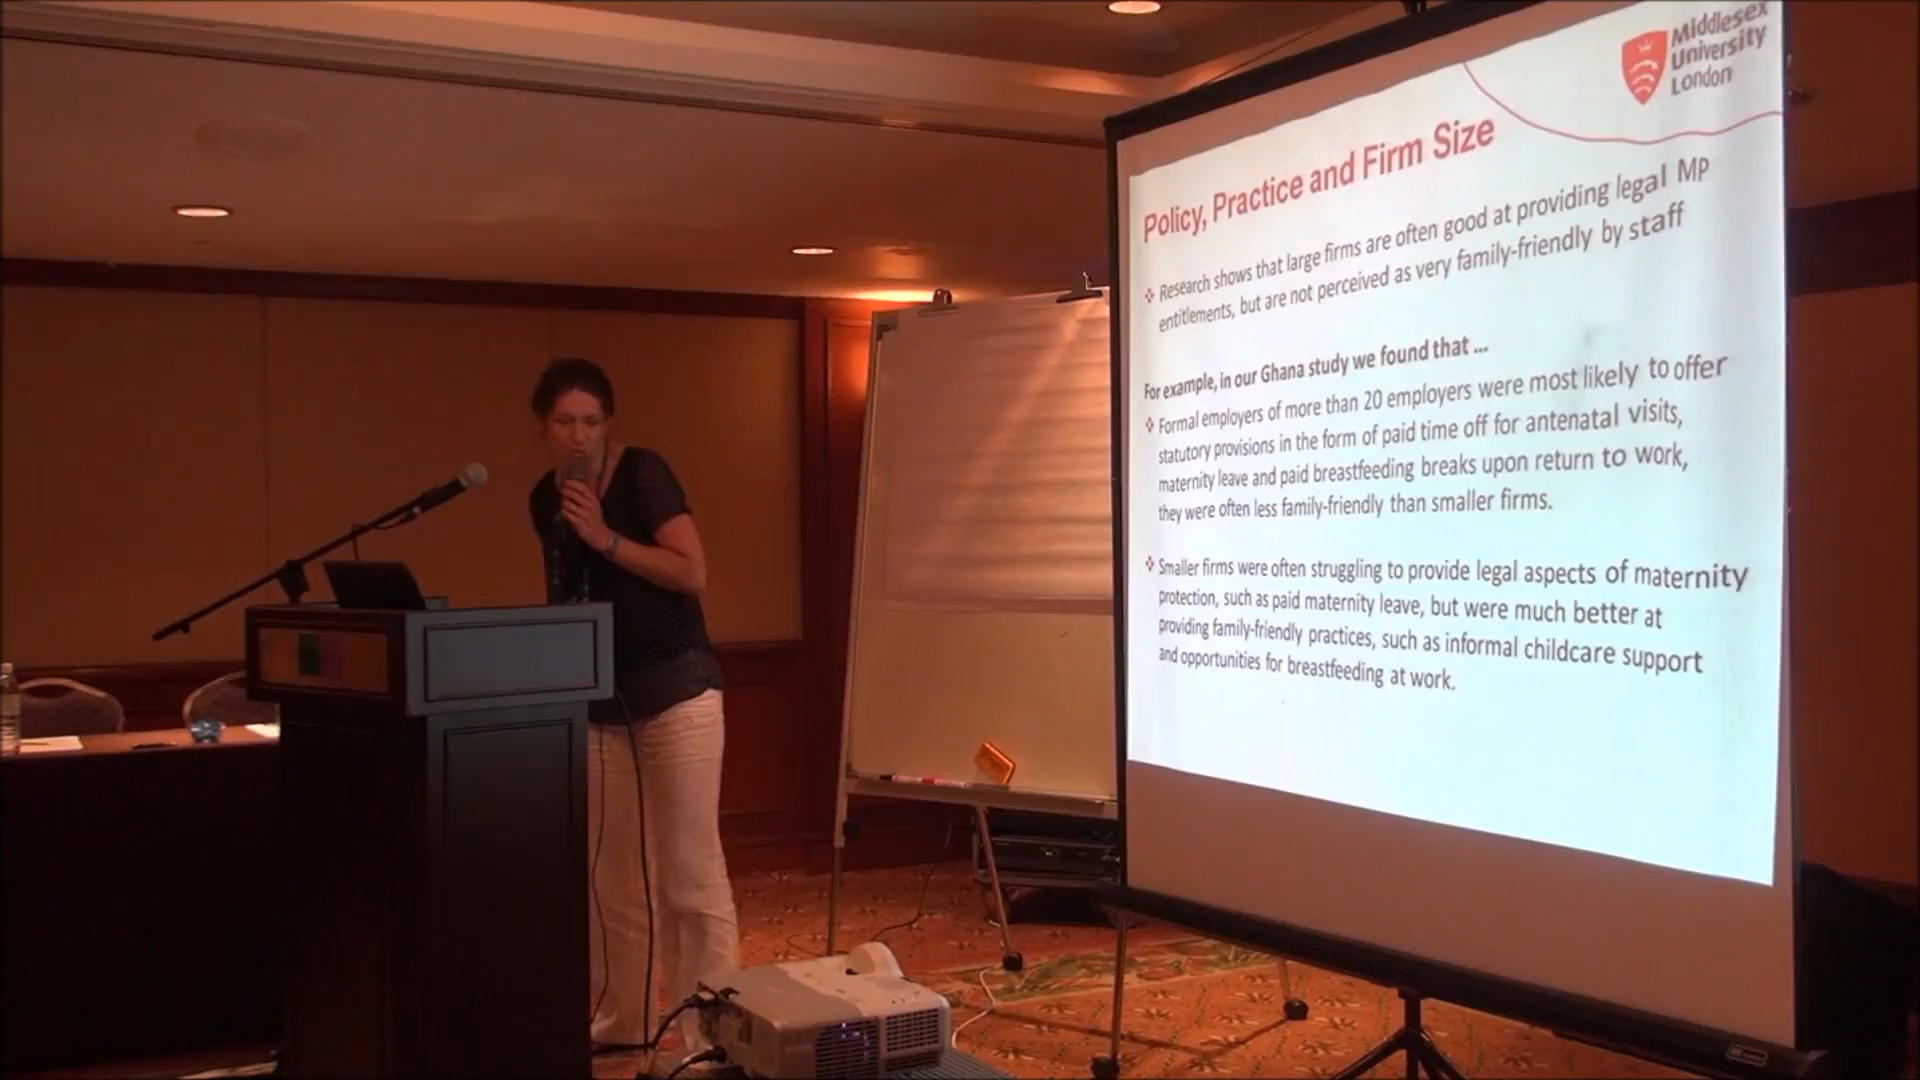 Middlesex
University
London
Policy, Practice and Firm Size
❖ Research shows that large firms are often good at providing legal MP
entitlements, but are not perceived as very family-friendly by staff
For example, in our Ghana study we found that ...
❖ Formal employers of more than 20 employers were most likely to offer
statutory provisions in the form of paid time off for antenatal visits,
maternity leave and paid breastfeeding breaks upon return to work,
they were often less family-friendly than smaller firms.
❖ Smaller firms were often struggling to provide legal aspects of maternity
protection, such as paid maternity leave, but were much better at
providing family-friendly practices, such as informal childcare support
and opportunities for breastfeeding at work.